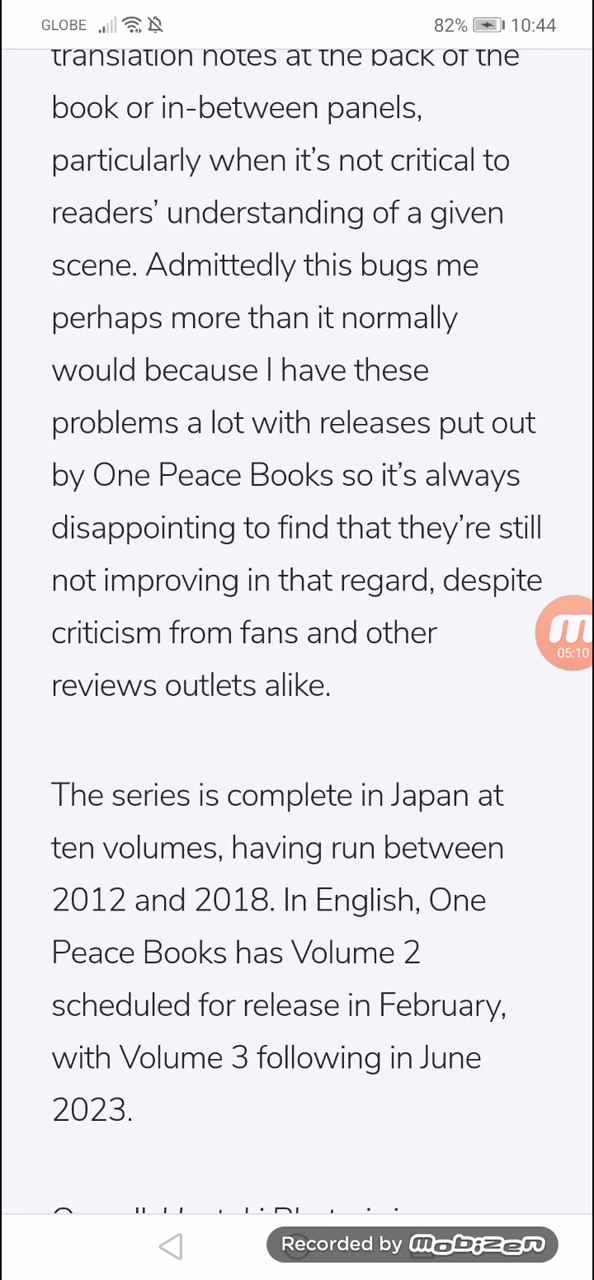 GLOBE 82% 10:44
translation notes at the back of the
book or in-between panels,
particularly when it’s not critical to
readers’ understanding of a given
scene. Admittedly this bugs me
perhaps more than it normally
would because I have these
problems a lot with releases put out
by One Peace Books so it’s always
disappointing to find that they’re still
not improving in that regard, despite
criticism from fans and other
05:10
reviews outlets alike.
The series is complete in Japan at
ten volumes, having run between
2012 and 2018. In English, One
Peace Books has Volume 2
scheduled for release in February,
with Volume 3 following in June
2023.
Recorded by mobizen